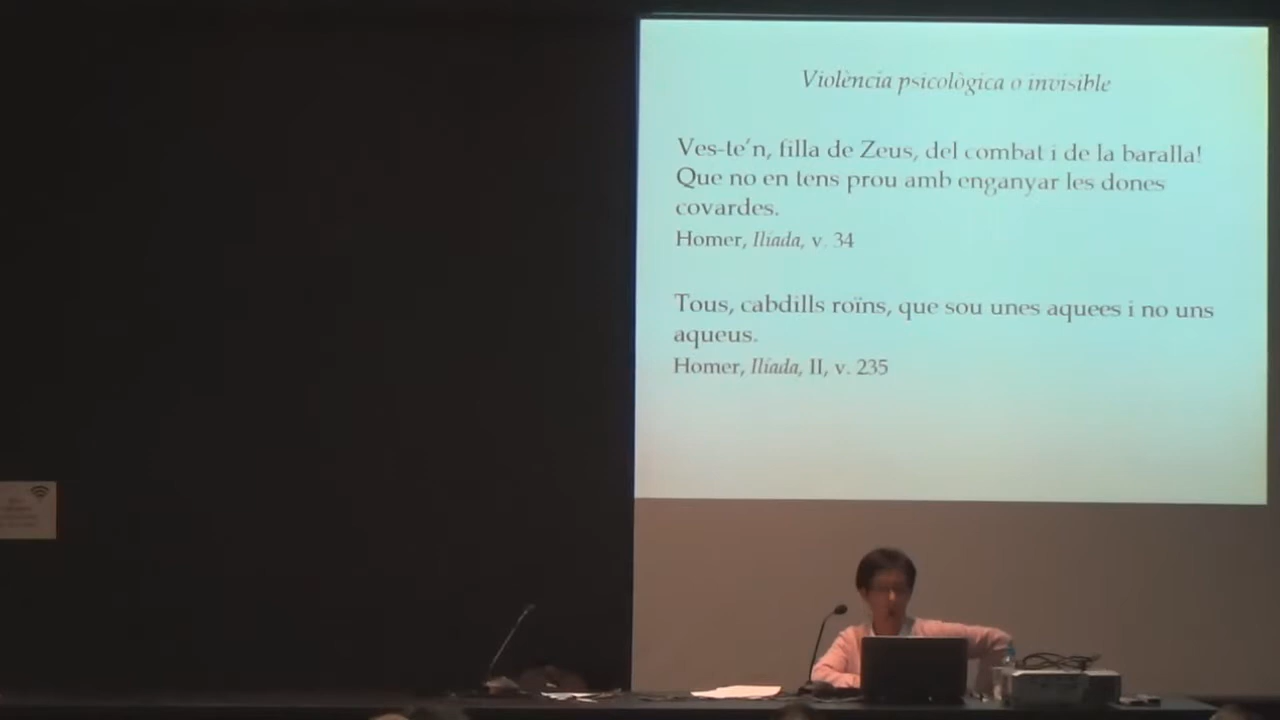 Violència psicològica o invisible
Ves-te'n, filla de Zeus, del combat i de la baralla!
Que no en tens prou amb enganyar les dones
covardes.
Homer, Ilíada, v. 34
Tous, cabdills roïns, que sou unes aquees i no uns
aqueus.
Homer, Ilíada, II, v. 235